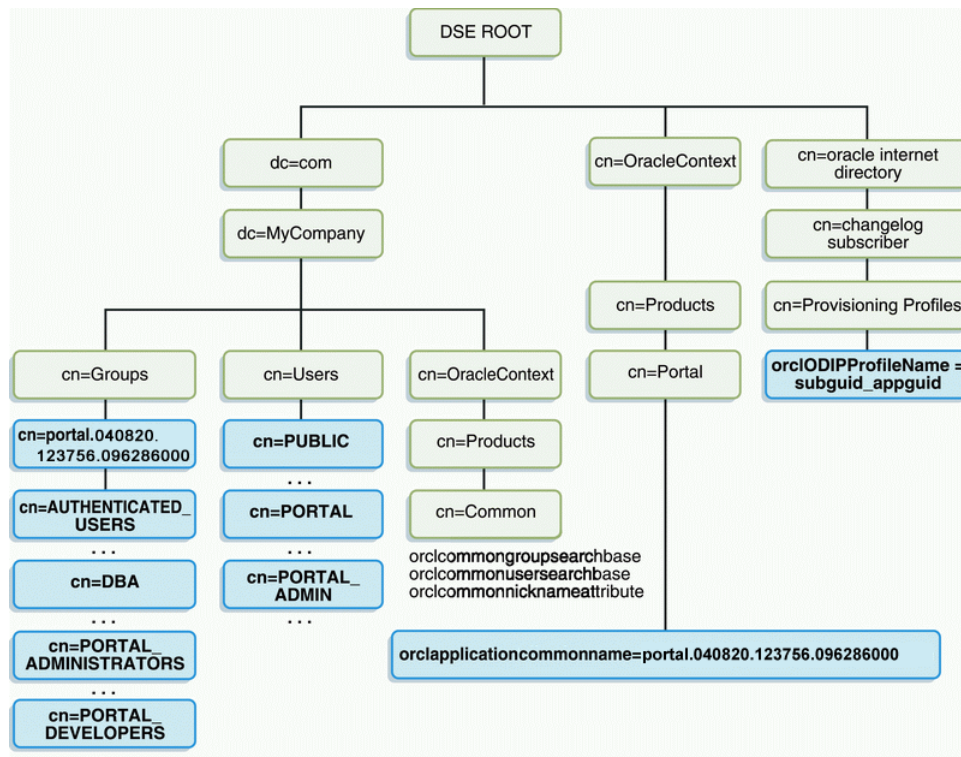 DSE ROOT
dc=com
cn=OracleContext
cn=oracle internet
directory
dc=MyCompany
cn=changelog
subscriber
cn=Products
cn=Provisioning Profiles
cn=Groups
cn=Users
cn=OracleContext
cn=Portal
orclODIPProfileName =
subguid_appguid
cn=portal.040820.
123756.096286000
cn=PUBLIC
cn=Products
...
cn=AUTHENTICATED_
USERS
cn=PORTAL
cn=Common
...
...
orclcommongroupsearchbase
orclcommonusersearchbase
orclcommonnicknameattribute
cn=DBA
cn=PORTAL_
ADMIN
...
...
cn=PORTAL_
ADMINISTRATORS
orclapplicationcommonname=portal.040820.123756.096286000
...
cn=PORTAL_
DEVELOPERS